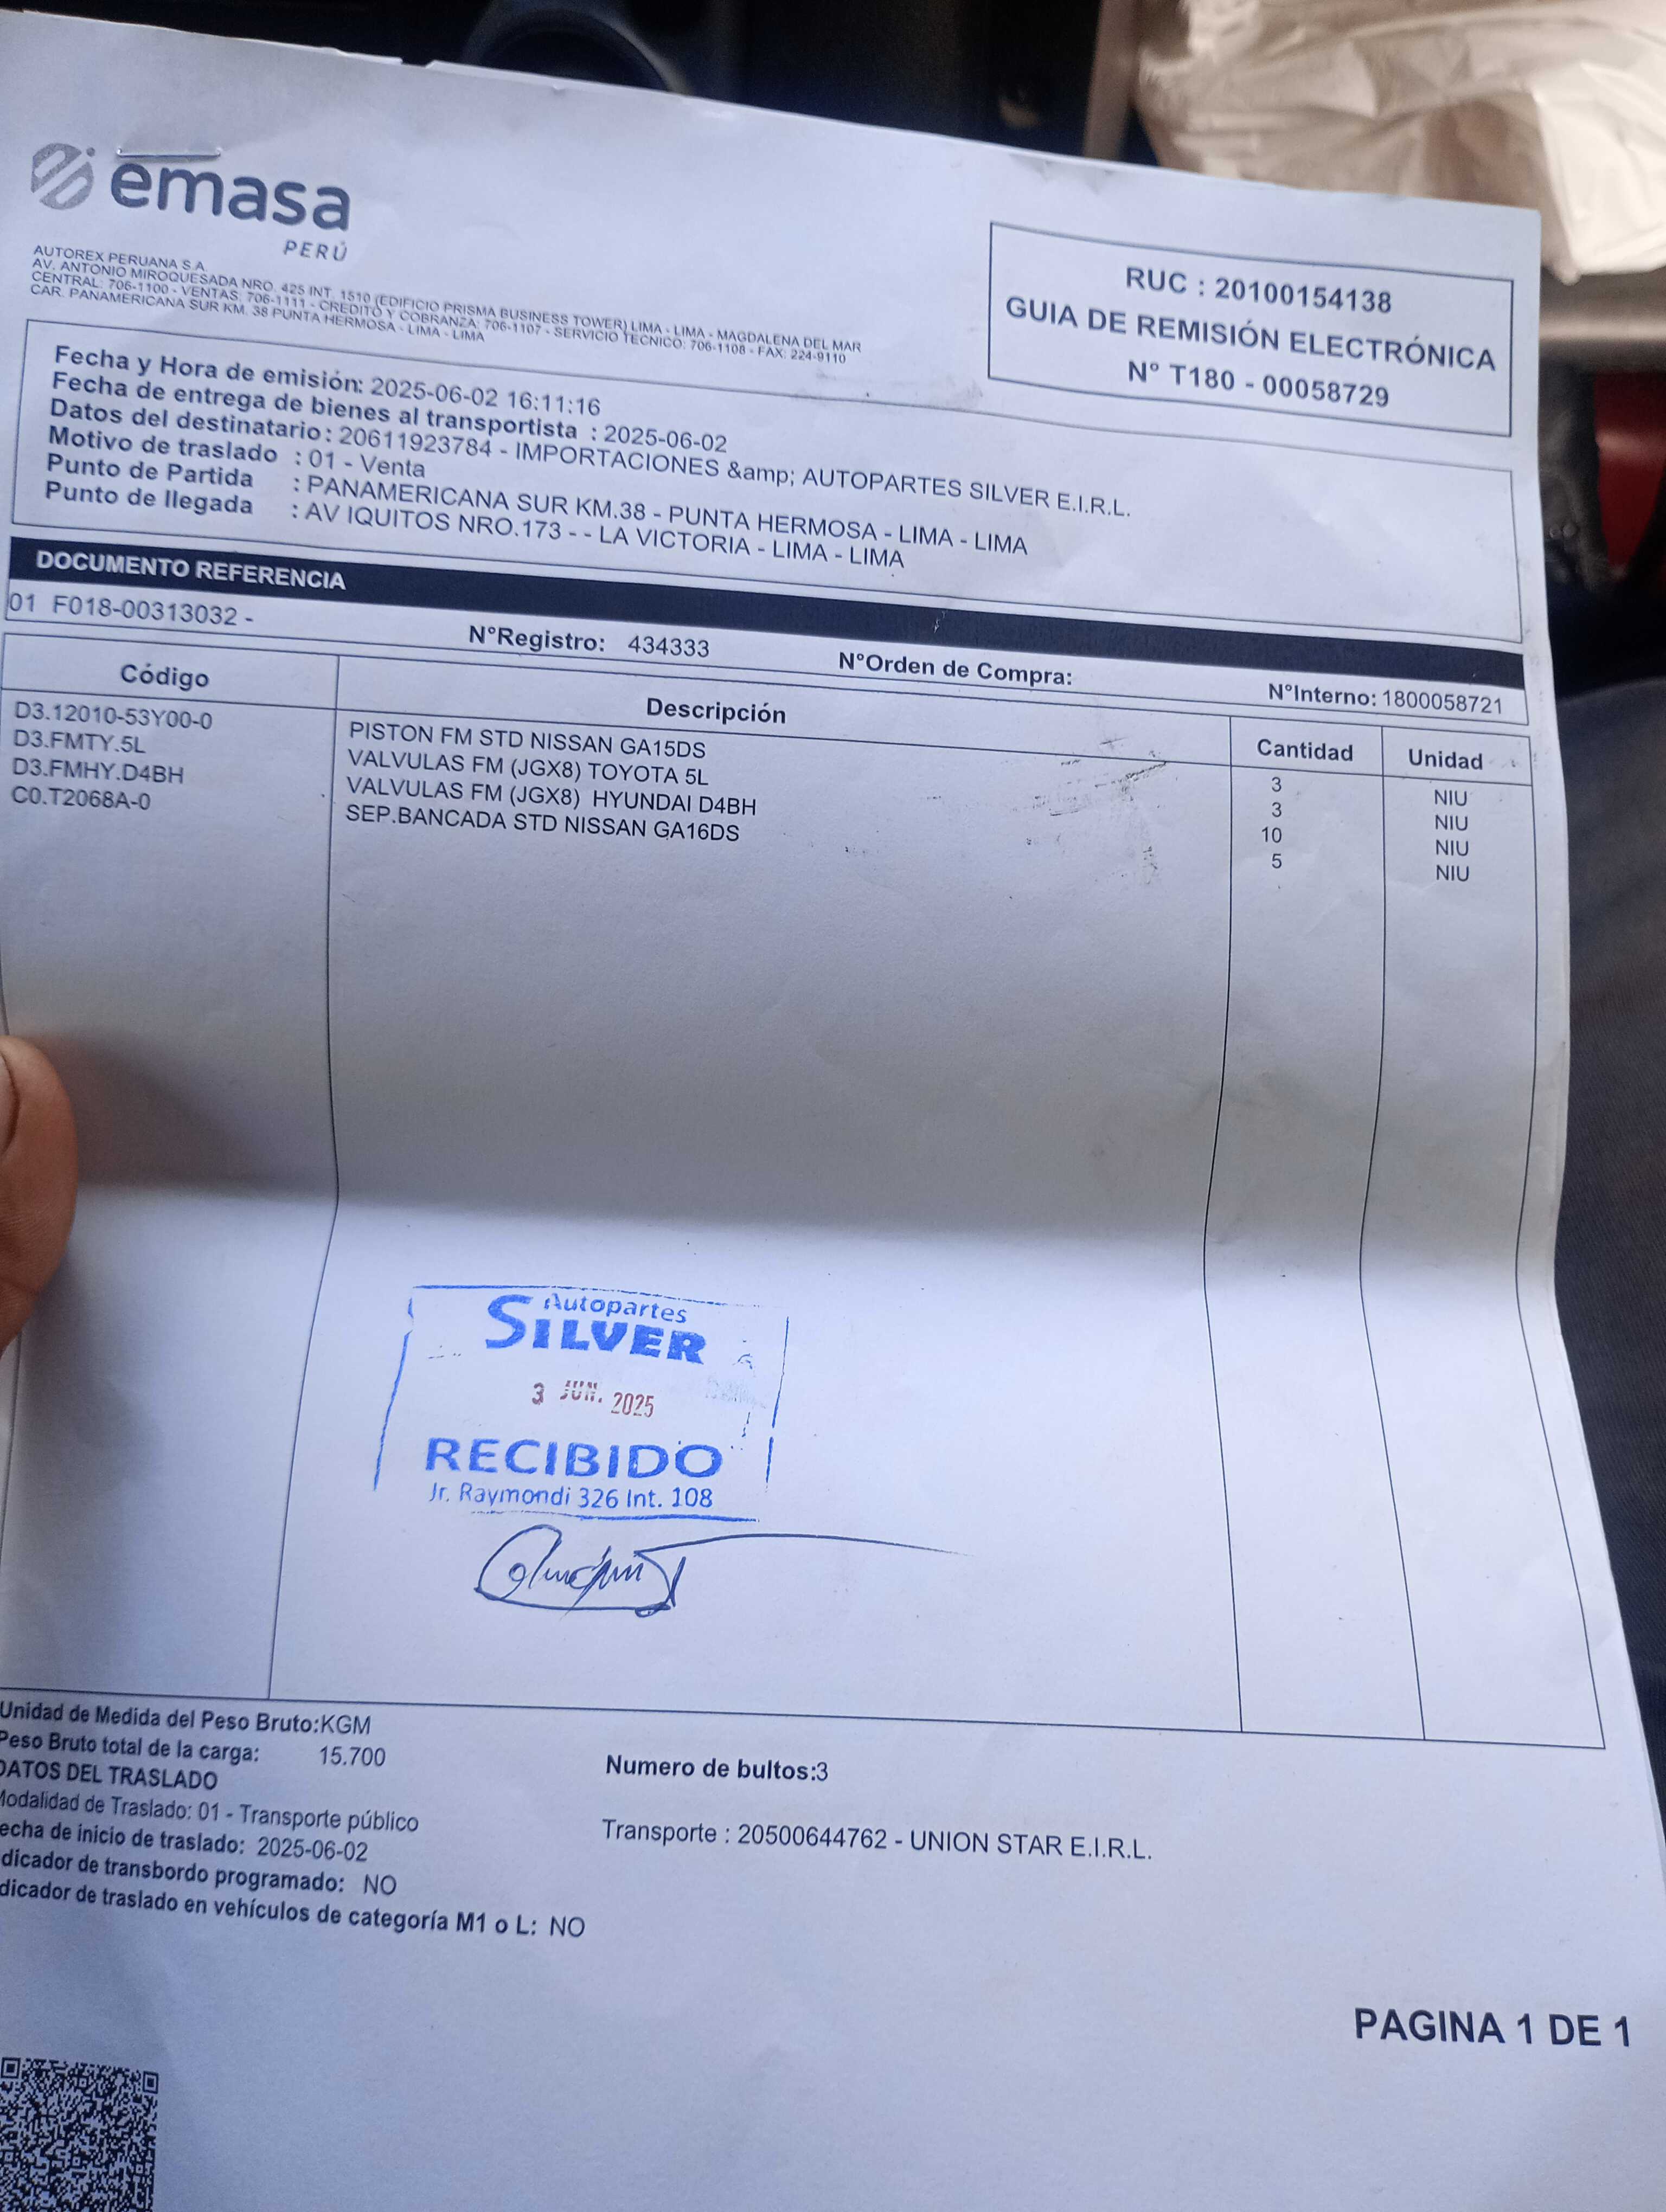 emasa
PERÚ
AUTOREX PERUANA S.A.
AV. ANTONIO MIROQUESADA NRO. 425 INT. 1510 (EDIFICIO PRISMA BUSINESS TOWER) LIMA - LIMA - MAGDALENA DEL MAR
CENTRAL: 706-1100 - VENTAS: 706-1111 - CREDITO Y COBRANZA: 706-1107 - SERVICIO TECNICO: 706-1108 - FAX: 224-9110
CAR. PANAMERICANA SUR KM. 38 PUNTA HERMOSA - LIMA - LIMA
RUC : 20100154138
GUIA DE REMISIÓN ELECTRÓNICA
N° T180 - 00058729
Fecha y Hora de emisión: 2025-06-02 16:11:16
Fecha de entrega de bienes al transportista : 2025-06-02
Datos del destinatario : 20611923784 - IMPORTACIONES &amp; AUTOPARTES SILVER E.I.R.L.
Motivo de traslado : 01 - Venta
Punto de Partida : PANAMERICANA SUR KM.38 - PUNTA HERMOSA - LIMA - LIMA
Punto de llegada : AV IQUITOS NRO.173 - - LA VICTORIA - LIMA - LIMA
DOCUMENTO REFERENCIA
01 F018-00313032 - N°Registro: 434333 N°Orden de Compra: N°Interno: 1800058721
Código Descripción Cantidad Unidad
D3.12010-53Y00-0 PISTON FM STD NISSAN GA15DS 3 NIU
D3.FMTY.5L VALVULAS FM (JGX8) TOYOTA 5L 3 NIU
D3.FMHY.D4BH VALVULAS FM (JGX8) HYUNDAI D4BH 10 NIU
C0.T2068A-0 SEP.BANCADA STD NISSAN GA16DS 5 NIU
Autopartes
SILVER
3 JUN. 2025
RECIBIDO
Jr. Raymondi 326 Int. 108
Unidad de Medida del Peso Bruto:KGM
Peso Bruto total de la carga: 15.700 Numero de bultos:3
DATOS DEL TRASLADO
Modalidad de Traslado: 01 - Transporte público Transporte : 20500644762 - UNION STAR E.I.R.L.
echa de inicio de traslado: 2025-06-02
dicador de transbordo programado: NO
dicador de traslado en vehículos de categoría M1 o L: NO
PAGINA 1 DE 1